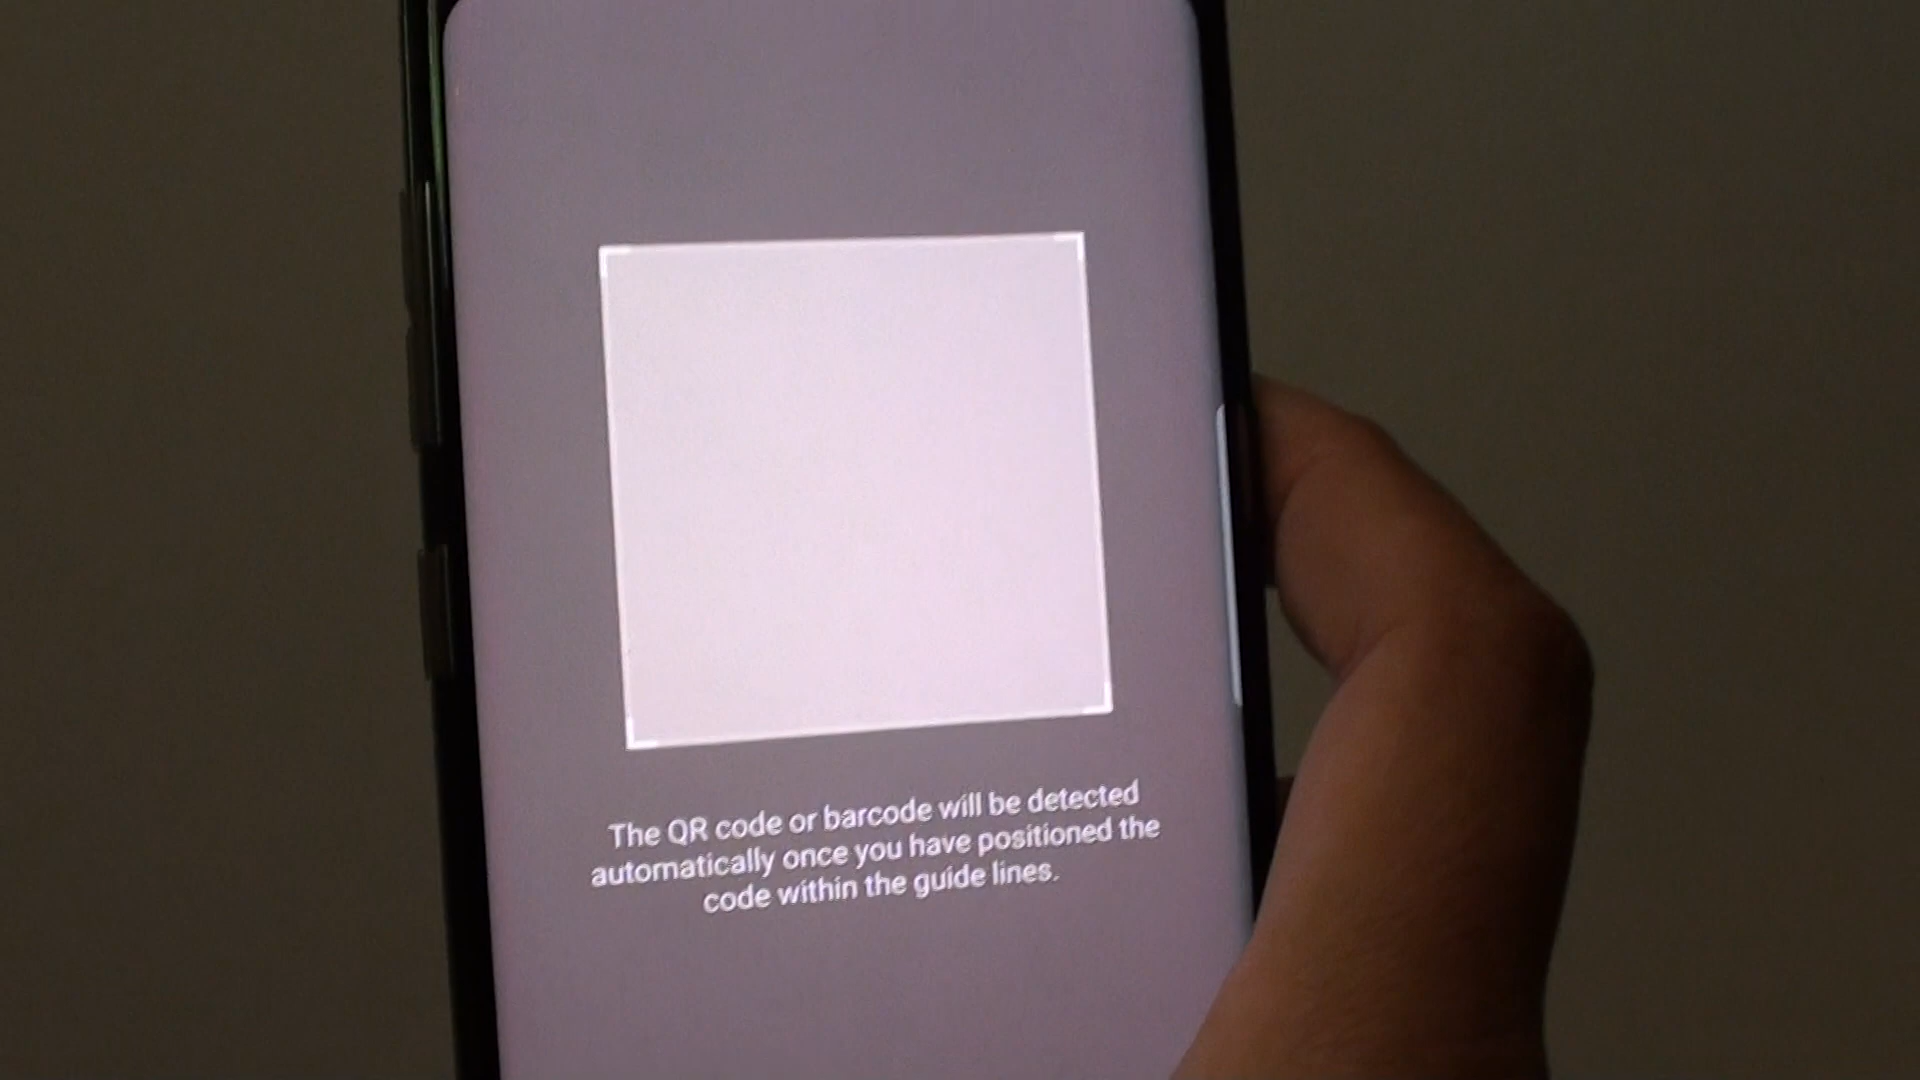 The QR code or barcode will be detected
automatically once you have positioned the
code within the guide lines.